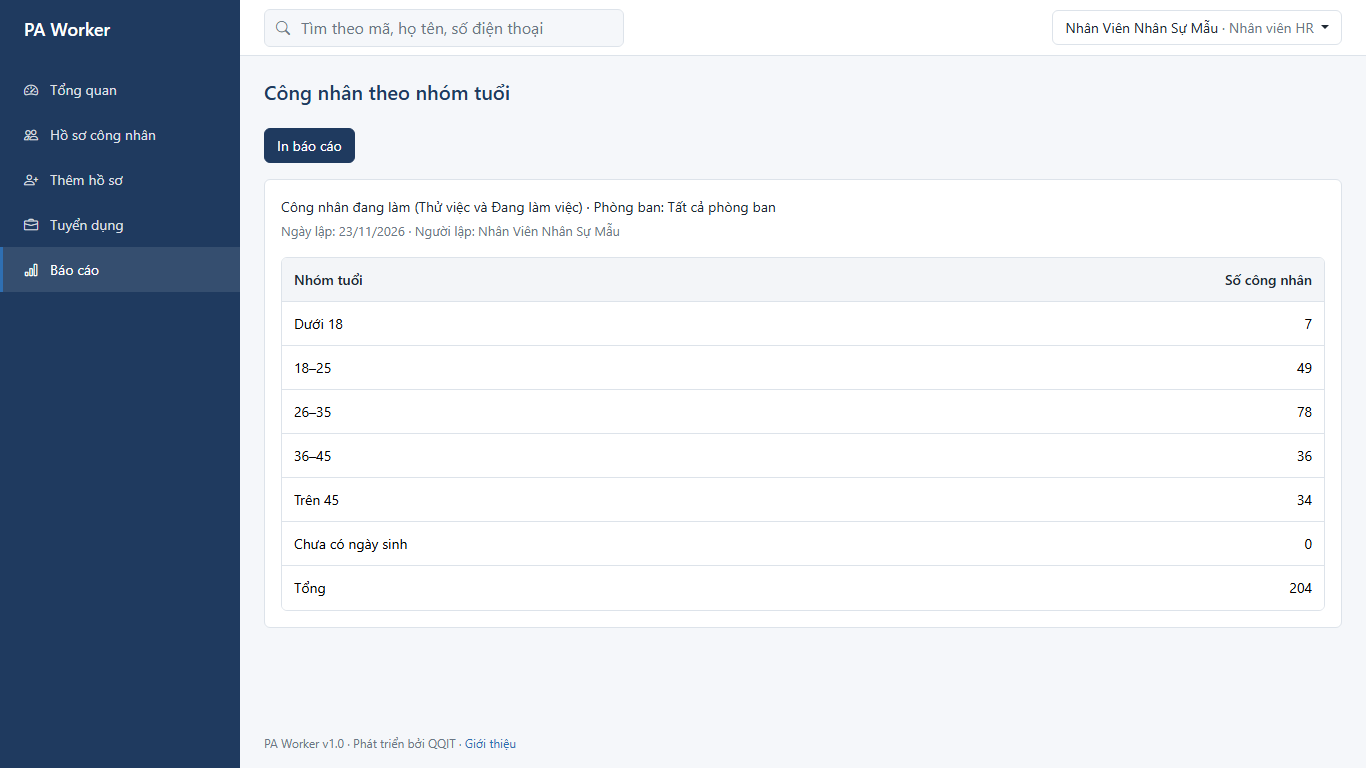 PA Worker
Tìm theo mã, họ tên, số điện thoại
Nhân Viên Nhân Sự Mẫu · Nhân viên HR
Tổng quan
Hồ sơ công nhân
Thêm hồ sơ
Tuyển dụng
Báo cáo
Công nhân theo nhóm tuổi
In báo cáo
Công nhân đang làm (Thử việc và Đang làm việc) · Phòng ban: Tất cả phòng ban
Ngày lập: 23/11/2026 · Người lập: Nhân Viên Nhân Sự Mẫu
Nhóm tuổi Số công nhân
Dưới 18 7
18–25 49
26–35 78
36–45 36
Trên 45 34
Chưa có ngày sinh 0
Tổng 204
PA Worker v1.0 · Phát triển bởi QQIT · Giới thiệu